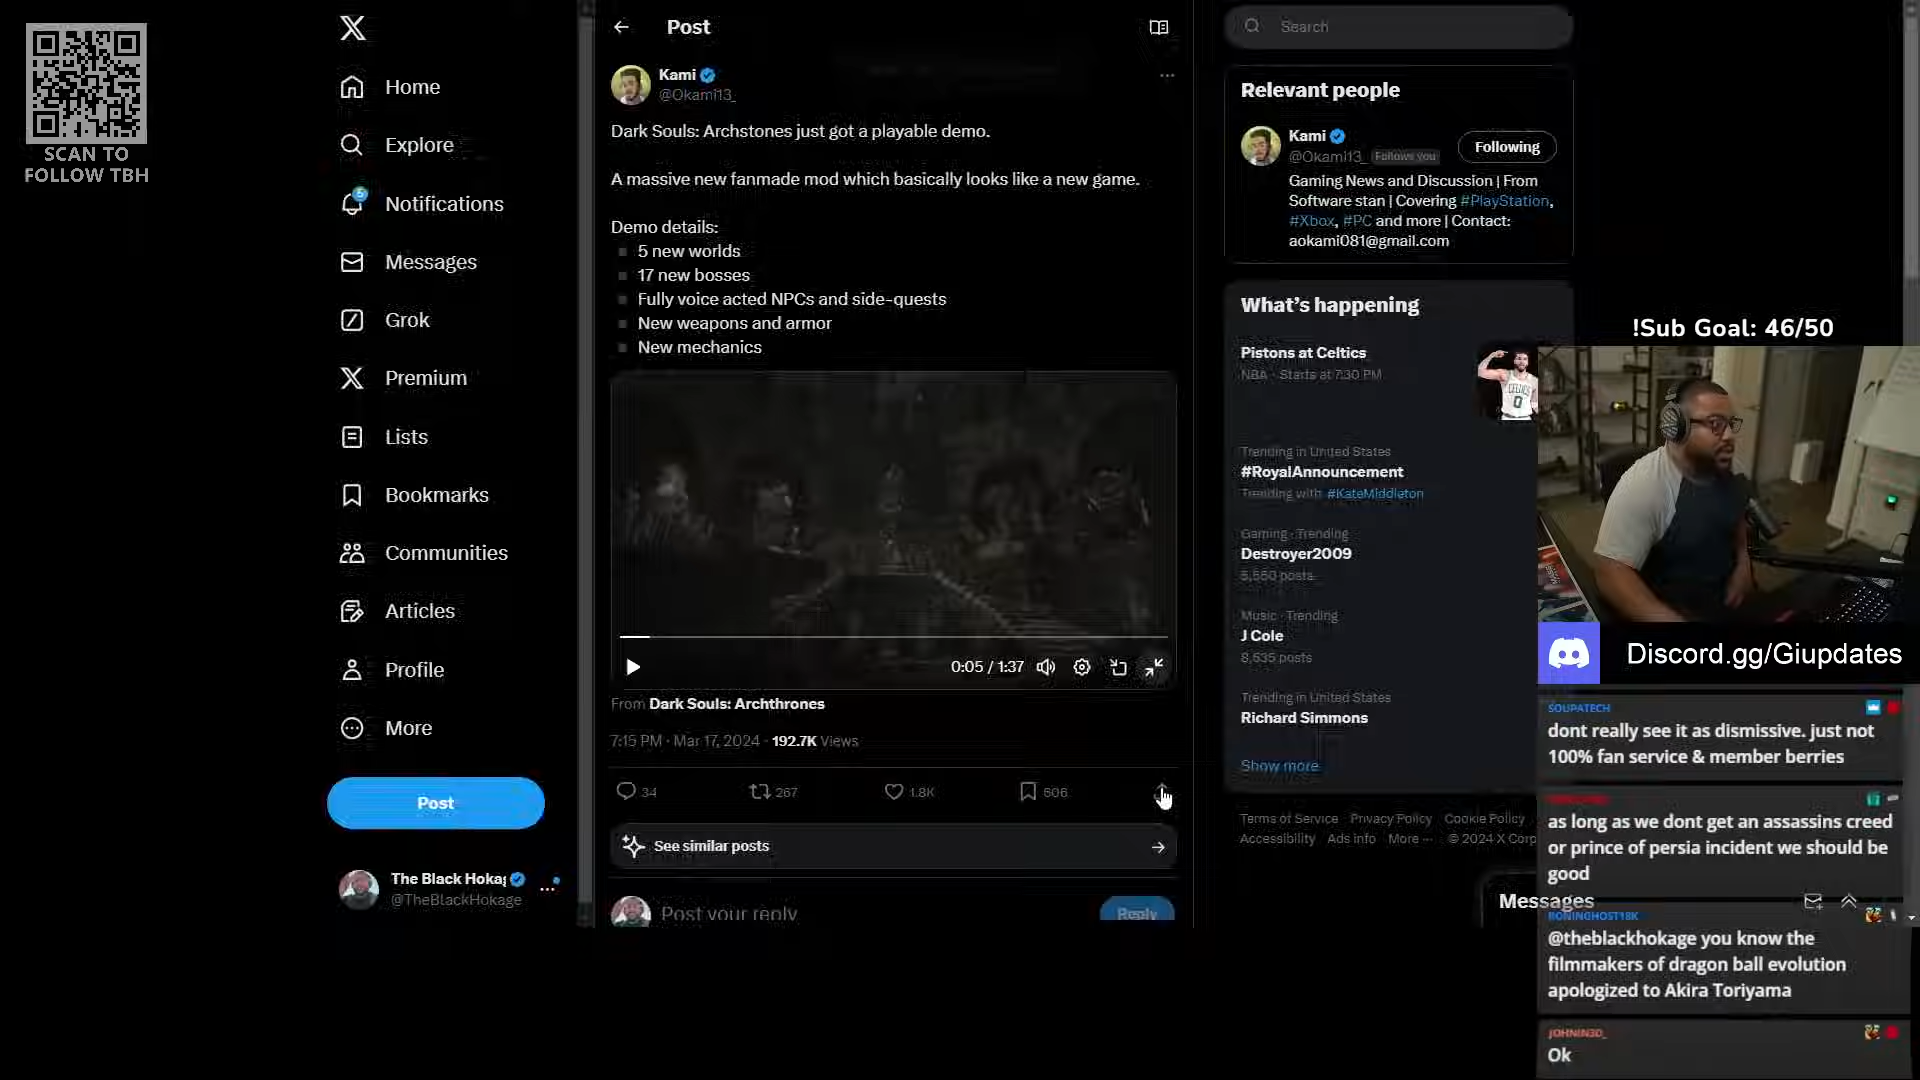 SCAN TO
FOLLOW TBH
Home
Explore
6
Notifications
Messages
Grok
Premium
Lists
Bookmarks
Communities
Articles
Profile
More
Post
The Black Hokag
@TheBlackHokage
Post
Kami
@Okami13_
Dark Souls: Archstones just got a playable demo.
A massive new fanmade mod which basically looks like a new game.
Demo details:
5 new worlds
17 new bosses
Fully voice acted NPCs and side-quests
New weapons and armor
New mechanics
0:05 / 1:37
From Dark Souls: Archthrones
7:15 PM · Mar 17, 2024 · 192.7K Views
34
267
1.8K
606
See similar posts
Post your reply
Reply
Search
Relevant people
Kami
@Okami13_ Follows you
Following
Gaming News and Discussion | From
Software stan | Covering #PlayStation,
#Xbox, #PC and more | Contact:
aokami081@gmail.com
What's happening
Pistons at Celtics
NBA · Starts at 7:30 PM
CELTICS
0
Trending in United States
#RoyalAnnouncement
Trending with #KateMiddleton
Gaming · Trending
Destroyer2009
5,550 posts
Music · Trending
J Cole
8,535 posts
Trending in United States
Richard Simmons
Show more
Terms of Service Privacy Policy Cookie Policy
Accessibility Ads info More ··· © 2024 X Corp
Messages
!Sub Goal: 46/50
Discord.gg/Giupdates
SOUPATECH
dont really see it as dismissive. just not
100% fan service & member berries
as long as we dont get an assassins creed
or prince of persia incident we should be
good
RONINGHOST18K
@theblackhokage you know the
filmmakers of dragon ball evolution
apologized to Akira Toriyama
JOHNIN3D_
Ok